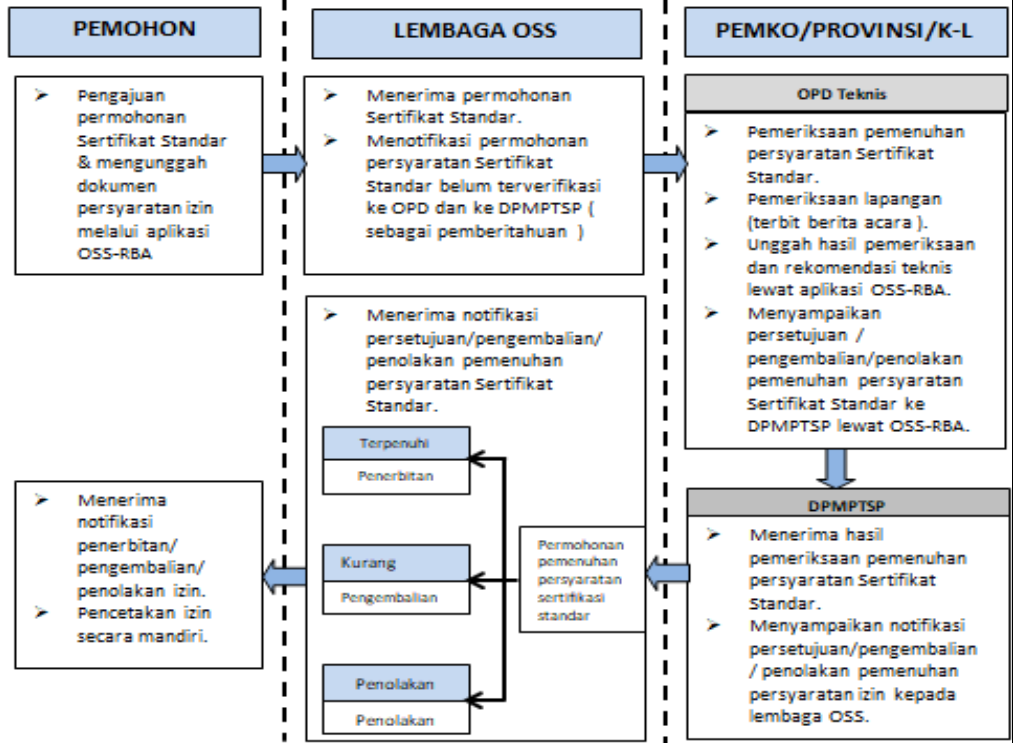 PEMOHON
LEMBAGA OSS
PEMKO/PROVINSI/K-L
➢ Pengajuan
permohonan
Sertifikat Standar
& mengunggah
dokumen
persyaratan izin
melalui aplikasi
OSS-RBA
➢ Menerima permohonan
Sertifikat Standar.
➢ Menotifikasi permohonan
persyaratan Sertifikat
Standar belum terverifikasi
ke OPD dan ke DPMPTSP (
sebagai pemberitahuan )
OPD Teknis
➢ Pemeriksaan pemenuhan
persyaratan Sertifikat
Standar.
➢ Pemeriksaan lapangan
(terbit berita acara ).
➢ Unggah hasil pemeriksaan
dan rekomendasi teknis
lewat aplikasi OSS-RBA.
➢ Menyampaikan
persetujuan /
pengembalian/penolakan
pemenuhan persyaratan
Sertifikat Standar ke
DPMPTSP lewat OSS-RBA.
DPMPTSP
➢ Menerima hasil
pemeriksaan pemenuhan
persyaratan Sertifikat
Standar.
➢ Menyampaikan notifikasi
persetujuan/pengembalian
/ penolakan pemenuhan
persyaratan izin kepada
lembaga OSS.
➢ Menerima notifikasi
persetujuan/pengembalian/
penolakan pemenuhan
persyaratan Sertifikat
Standar.
Permohonan
pemenuhan
persyaratan
sertifikasi
standar
Terpenuhi
Penerbitan
Kurang
Pengembalian
Penolakan
Penolakan
➢ Menerima
notifikasi
penerbitan/
pengembalian/
penolakan izin.
➢ Pencetakan izin
secara mandiri.